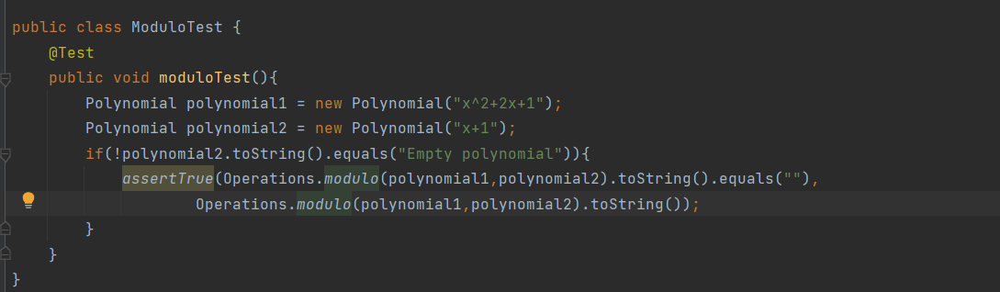 public class ModuloTest {
    @Test
    public void moduloTest(){
        Polynomial polynomial1 = new Polynomial("x^2+2x+1");
        Polynomial polynomial2 = new Polynomial("x+1");
        if(!polynomial2.toString().equals("Empty polynomial")){
            assertTrue(Operations.modulo(polynomial1,polynomial2).toString().equals(""),
                    Operations.modulo(polynomial1,polynomial2).toString());
        }
    }
}